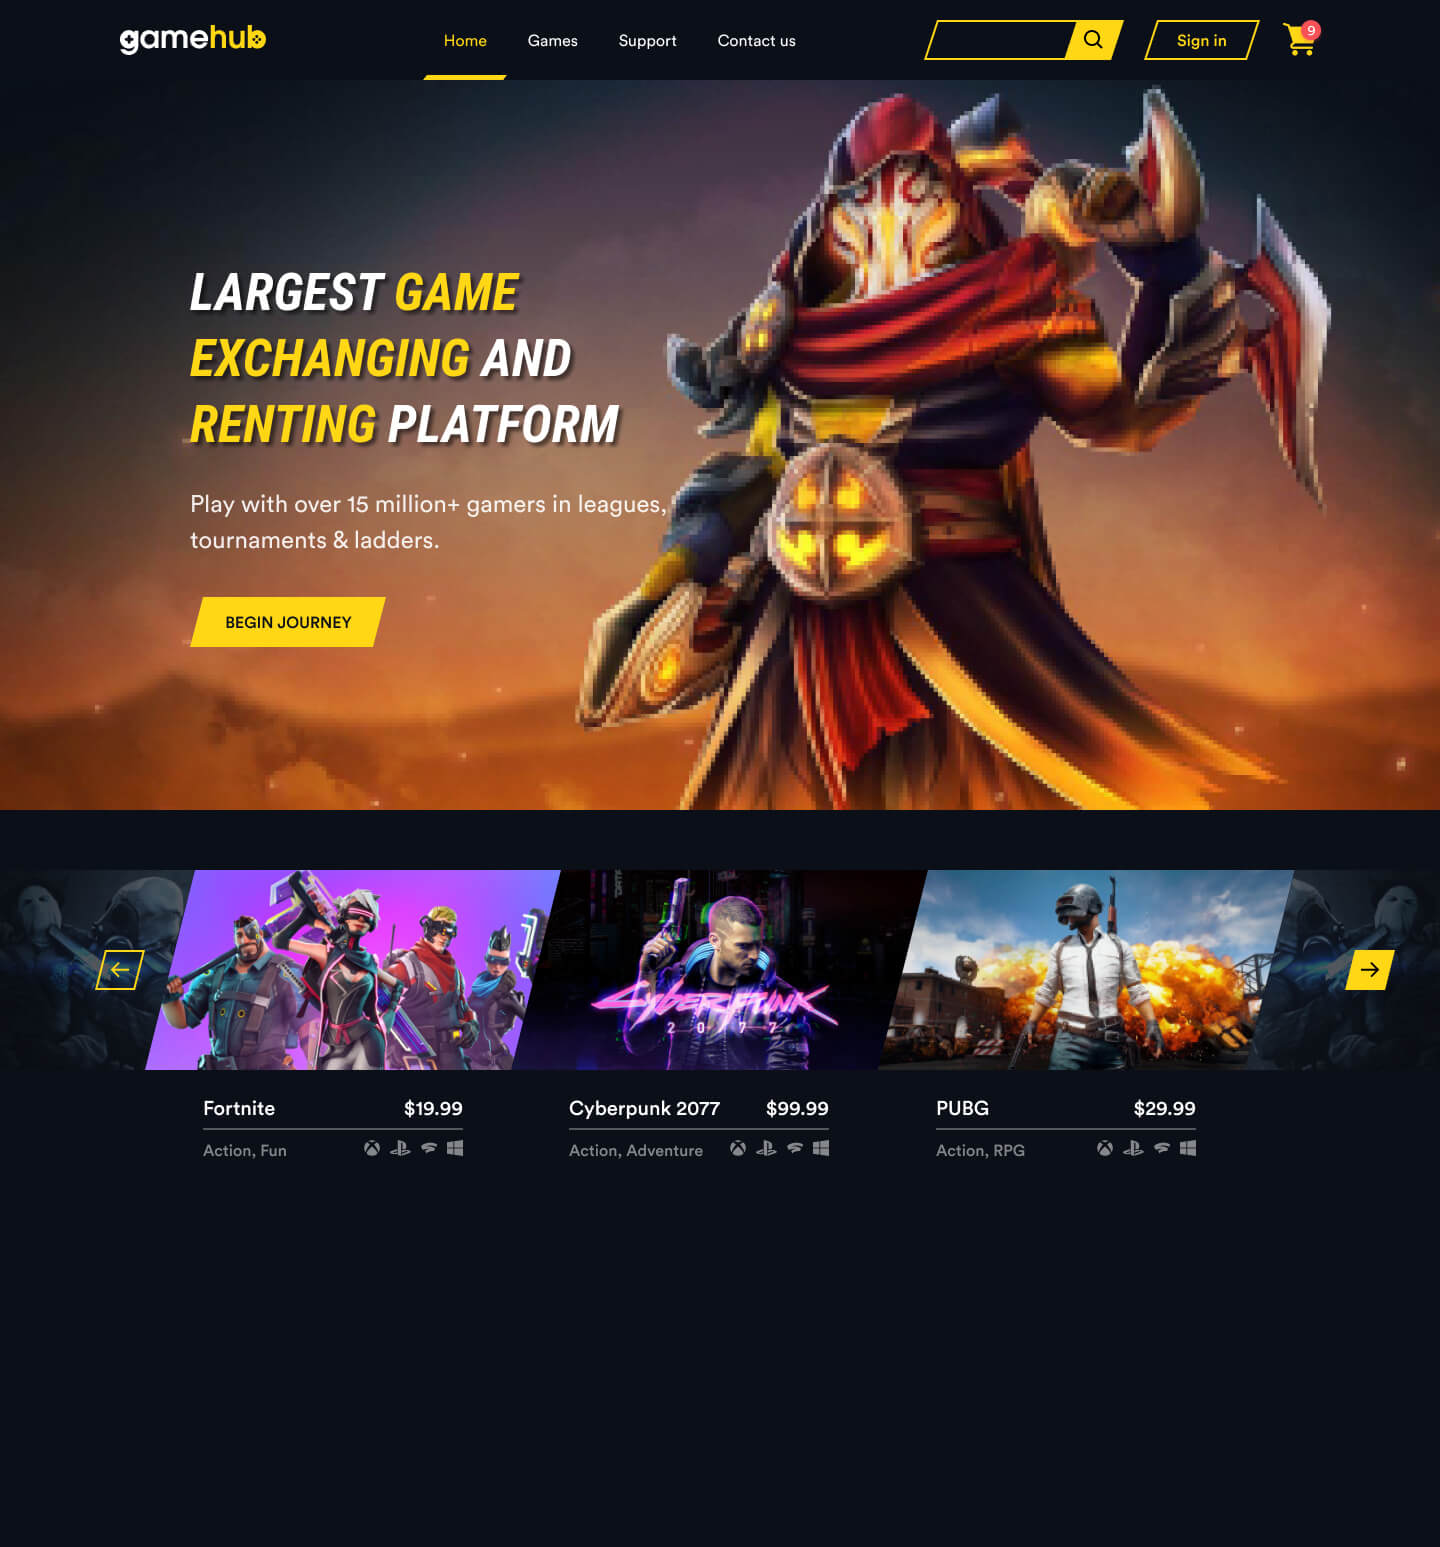 gamehub
Home Games Support Contact us
Sign in
9
LARGEST GAME
EXCHANGING AND
RENTING PLATFORM
Play with over 15 million+ gamers in leagues,
tournaments & ladders.
BEGIN JOURNEY
Cyberpunk
2077
Fortnite $19.99
Action, Fun
Cyberpunk 2077 $99.99
Action, Adventure
PUBG $29.99
Action, RPG